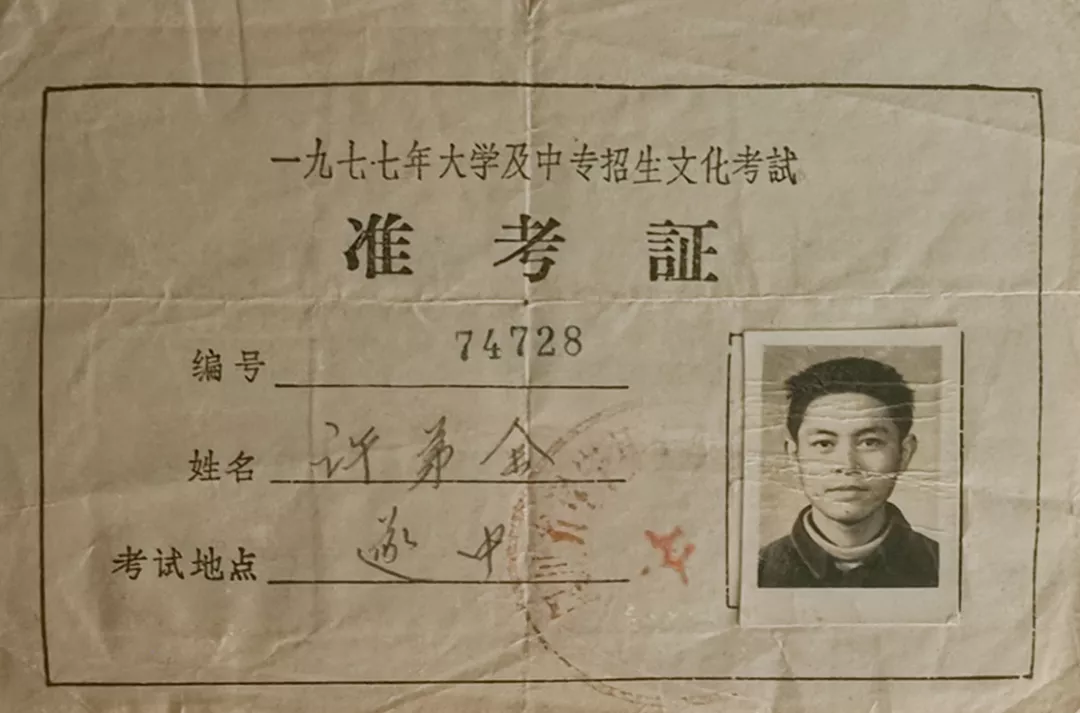 一九七七年大学及中专招生文化考試
准考証
编号 74728
姓名 许弟金
考试地点 遂中